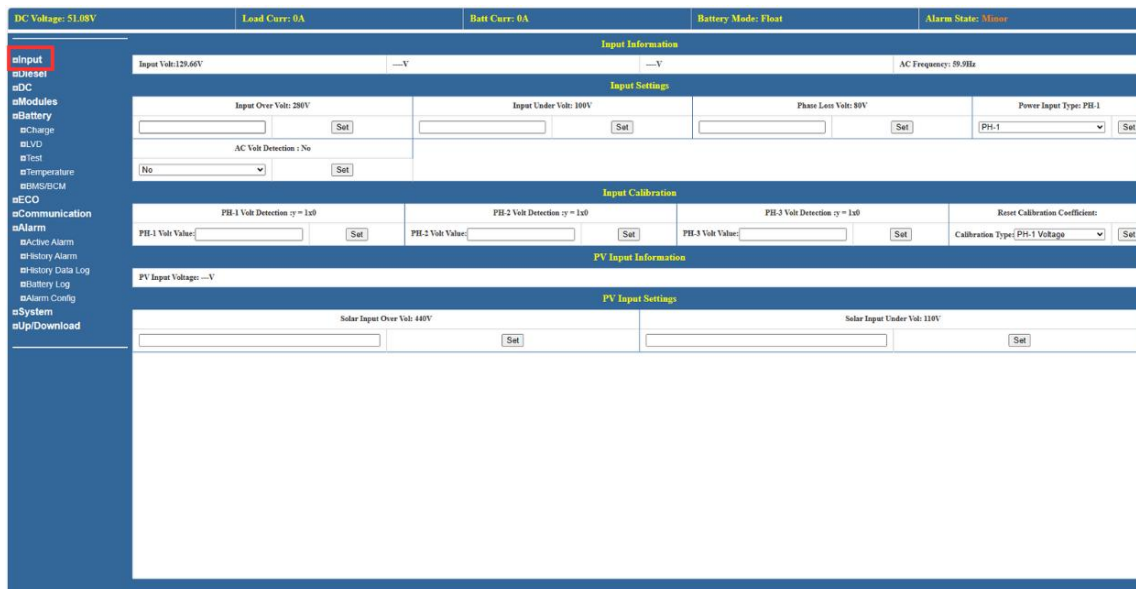 DC Voltage: 51.08V Load Curr: 0A Batt Curr: 0A Battery Mode: Float Alarm State: Minor
Input
Diesel
DC
Modules
Battery
Charge
LVD
Test
Temperature
BMS/BCM
ECO
Communication
Alarm
Active Alarm
History Alarm
History Data Log
Battery Log
Alarm Config
System
Up/Download
Input Information
Input Volt:129.66V ---V ---V AC Frequency: 59.9Hz
Input Settings
Input Over Volt: 280V Input Under Volt: 100V Phase Loss Volt: 80V Power Input Type: PH-1
Set Set Set PH-1 Set
AC Volt Detection : No
No Set
Input Calibration
PH-1 Volt Detection :y = 1x0 PH-2 Volt Detection :y = 1x0 PH-3 Volt Detection :y = 1x0 Reset Calibration Coefficient:
PH-1 Volt Value: Set PH-2 Volt Value: Set PH-3 Volt Value: Set Calibration Type: PH-1 Voltage Set
PV Input Information
PV Input Voltage: ---V
PV Input Settings
Solar Input Over Vol: 440V Solar Input Under Vol: 110V
Set Set